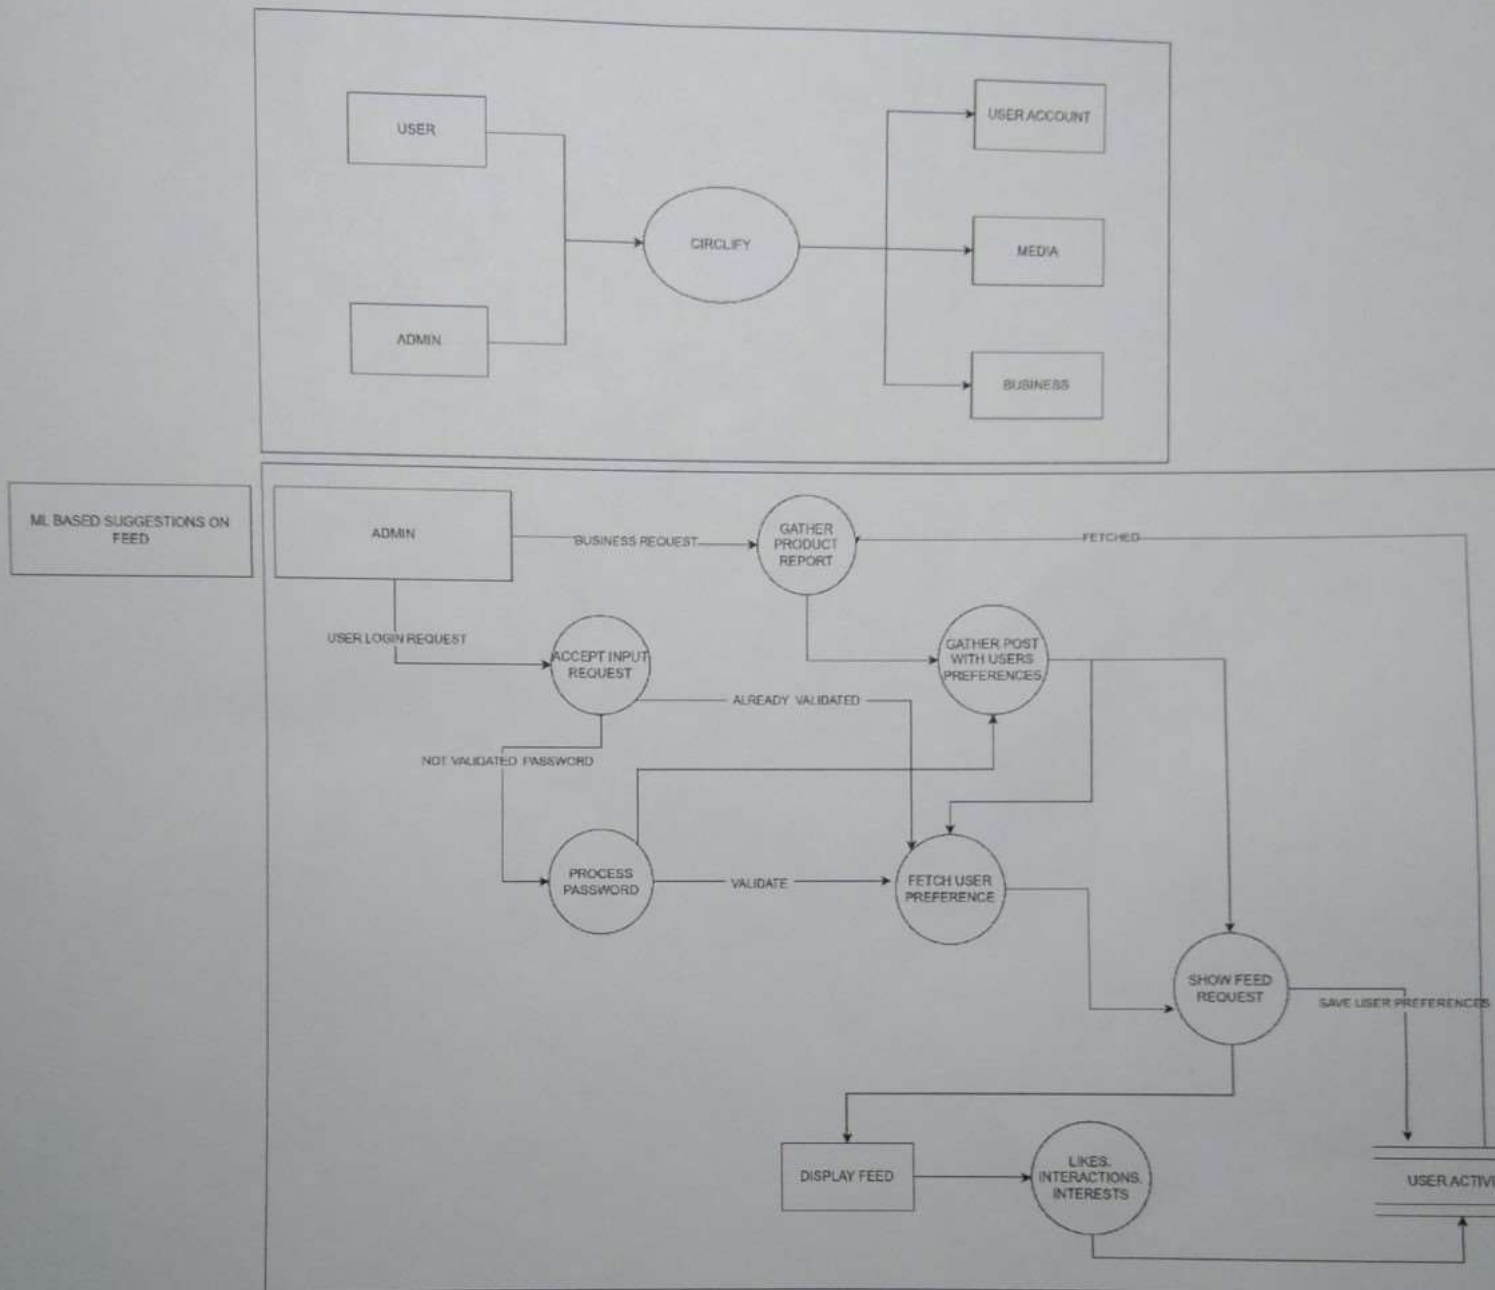 USER
USER ACCOUNT
CIRCLIFY
MEDIA
ADMIN
BUSINESS
ML BASED SUGGESTIONS ON
FEED
ADMIN
BUSINESS REQUEST
GATHER
PRODUCT
REPORT
FETCHED
USER LOGIN REQUEST
ACCEPT INPUT
REQUEST
GATHER POST
WITH USERS
PREFERENCES
ALREADY VALIDATED
NOT VALIDATED PASSWORD
PROCESS
PASSWORD
VALIDATE
FETCH USER
PREFERENCE
SHOW FEED
REQUEST
SAVE USER PREFERENCES
DISPLAY FEED
LIKES,
INTERACTIONS,
INTERESTS
USER ACTIVI